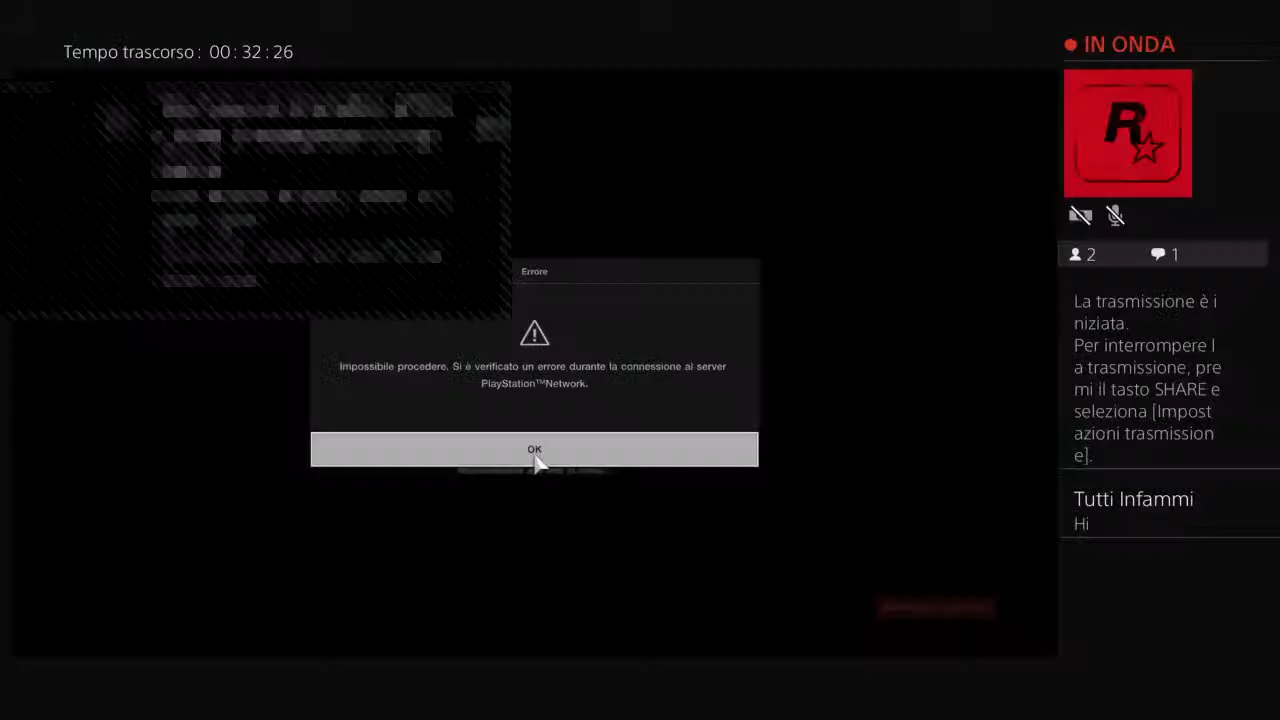 Tempo trascorso: 00:32:26
IN ONDA
R
2
1
La trasmissione è i
niziata.
Per interrompere l
a trasmissione, pre
mi il tasto SHARE e
seleziona [Impost
azioni trasmission
e].
Tutti Infammi
Hi
Errore
Impossibile procedere. Si è verificato un errore durante la connessione ai server
PlayStation™Network.
OK